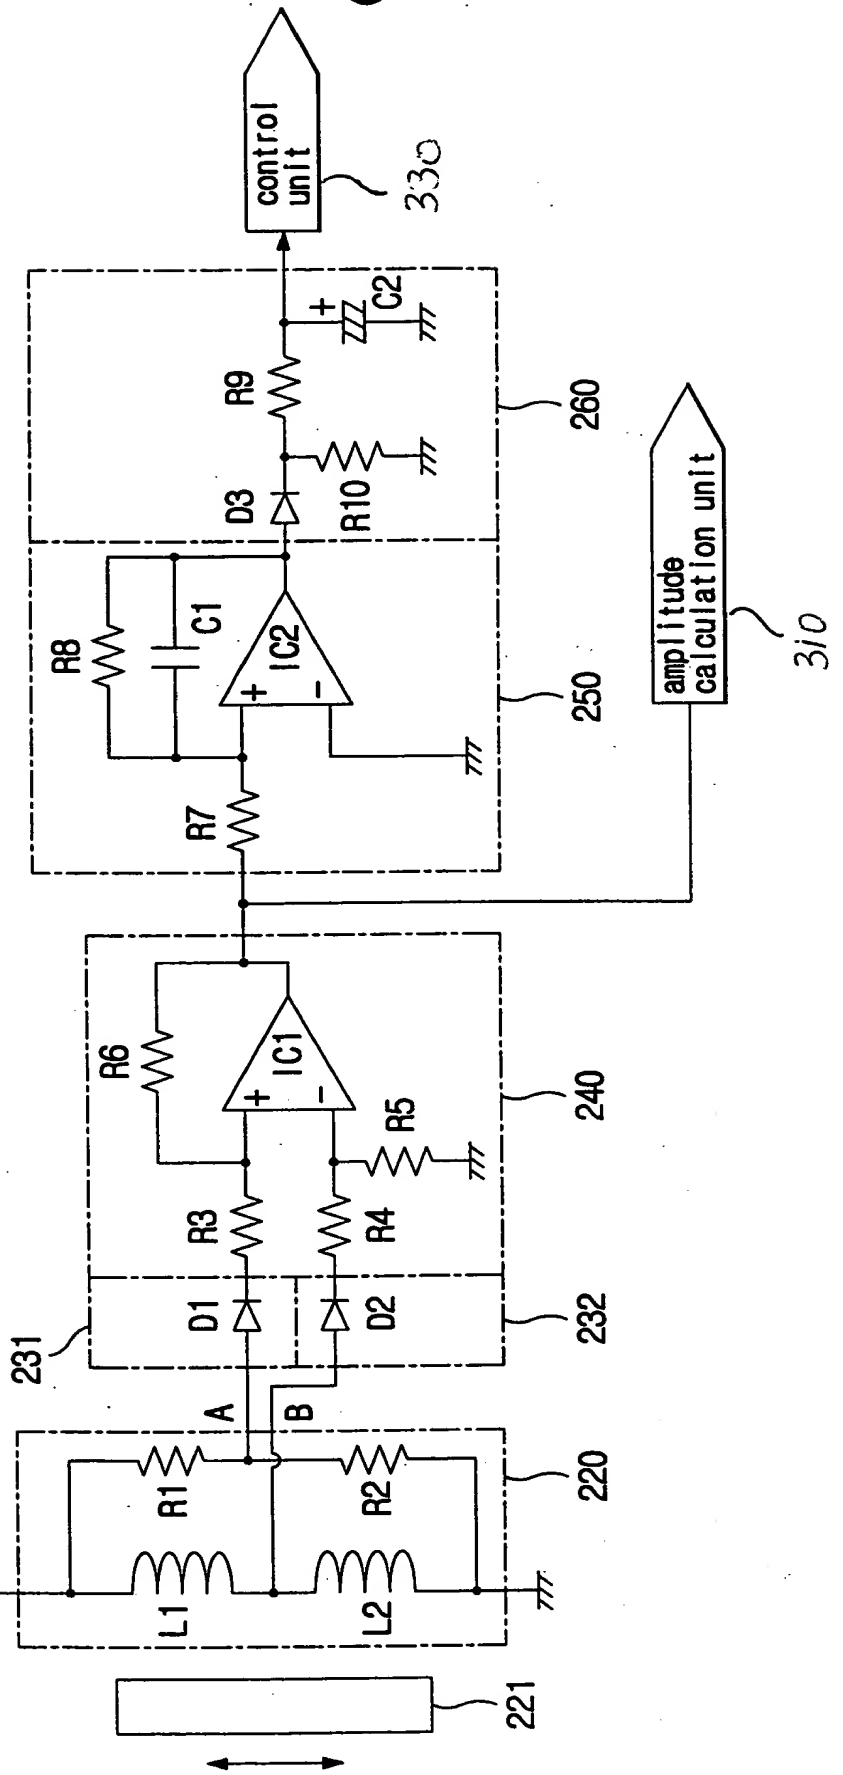 control
unit
330
+
C2
R9
260
D3
R10
R8
C1
+
IC2
-
250
R7
amplitude
calculation unit
310
R6
+
IC1
-
240
R5
R3
R4
D1
D2
231
232
A
B
R1
R2
220
L1
L2
221